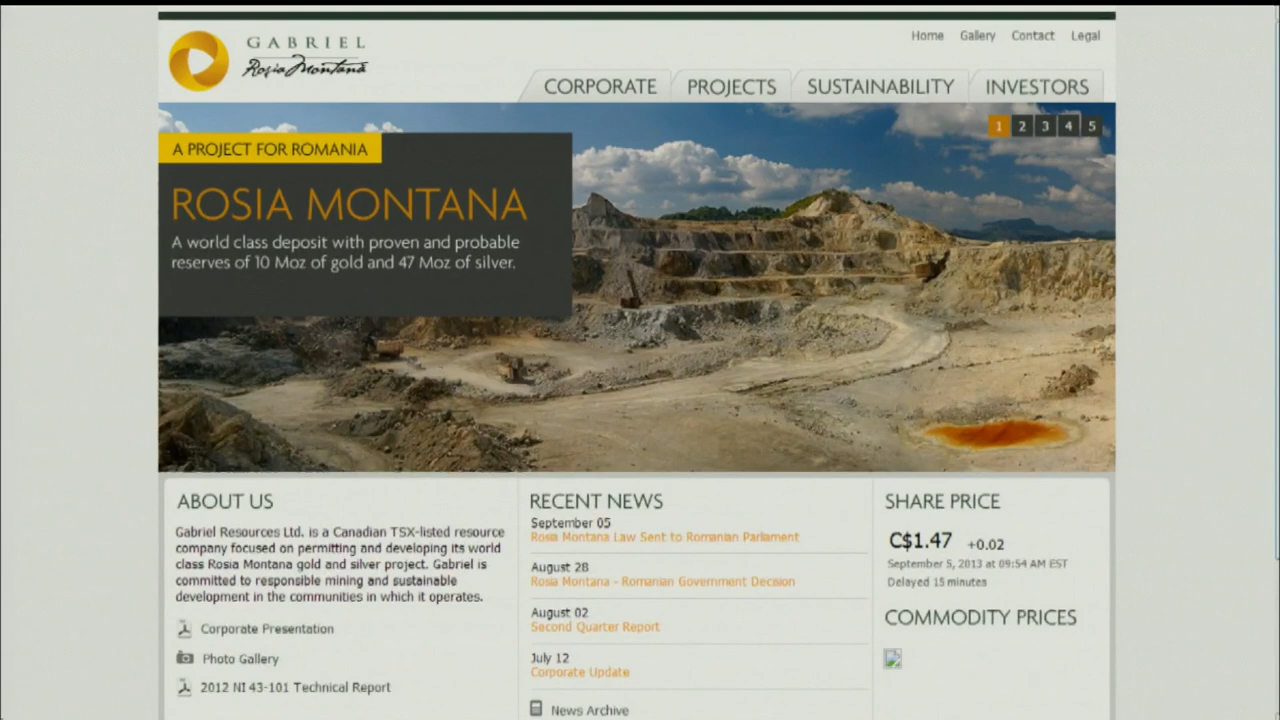 GABRIEL
Rosia Montana
Home Gallery Contact Legal
CORPORATE PROJECTS SUSTAINABILITY INVESTORS
1 2 3 4 5
A PROJECT FOR ROMANIA
ROSIA MONTANA
A world class deposit with proven and probable
reserves of 10 Moz of gold and 47 Moz of silver.
ABOUT US
Gabriel Resources Ltd. is a Canadian TSX-listed resource
company focused on permitting and developing its world
class Rosia Montana gold and silver project. Gabriel is
committed to responsible mining and sustainable
development in the communities in which it operates.
Corporate Presentation
Photo Gallery
2012 NI 43-101 Technical Report
RECENT NEWS
September 05
Rosia Montana Law Sent to Romanian Parliament
August 28
Rosia Montana - Romanian Government Decision
August 02
Second Quarter Report
July 12
Corporate Update
News Archive
SHARE PRICE
C$1.47 +0.02
September 5, 2013 at 09:54 AM EST
Delayed 15 minutes
COMMODITY PRICES